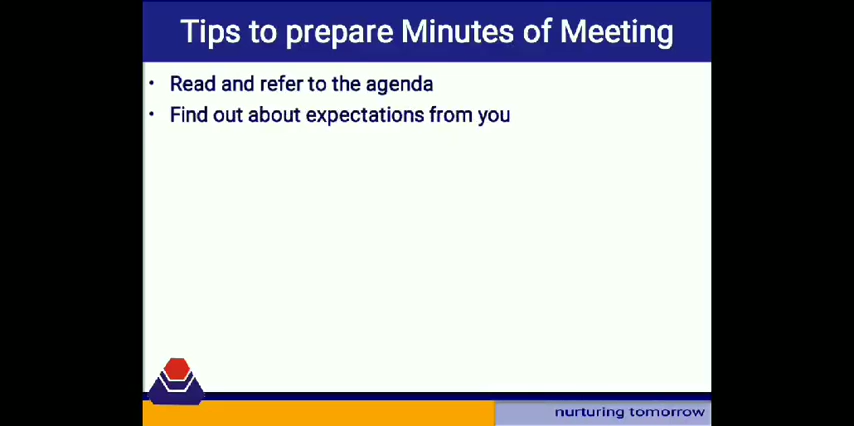 Tips to prepare Minutes of Meeting
• Read and refer to the agenda
• Find out about expectations from you
nurturing tomorrow